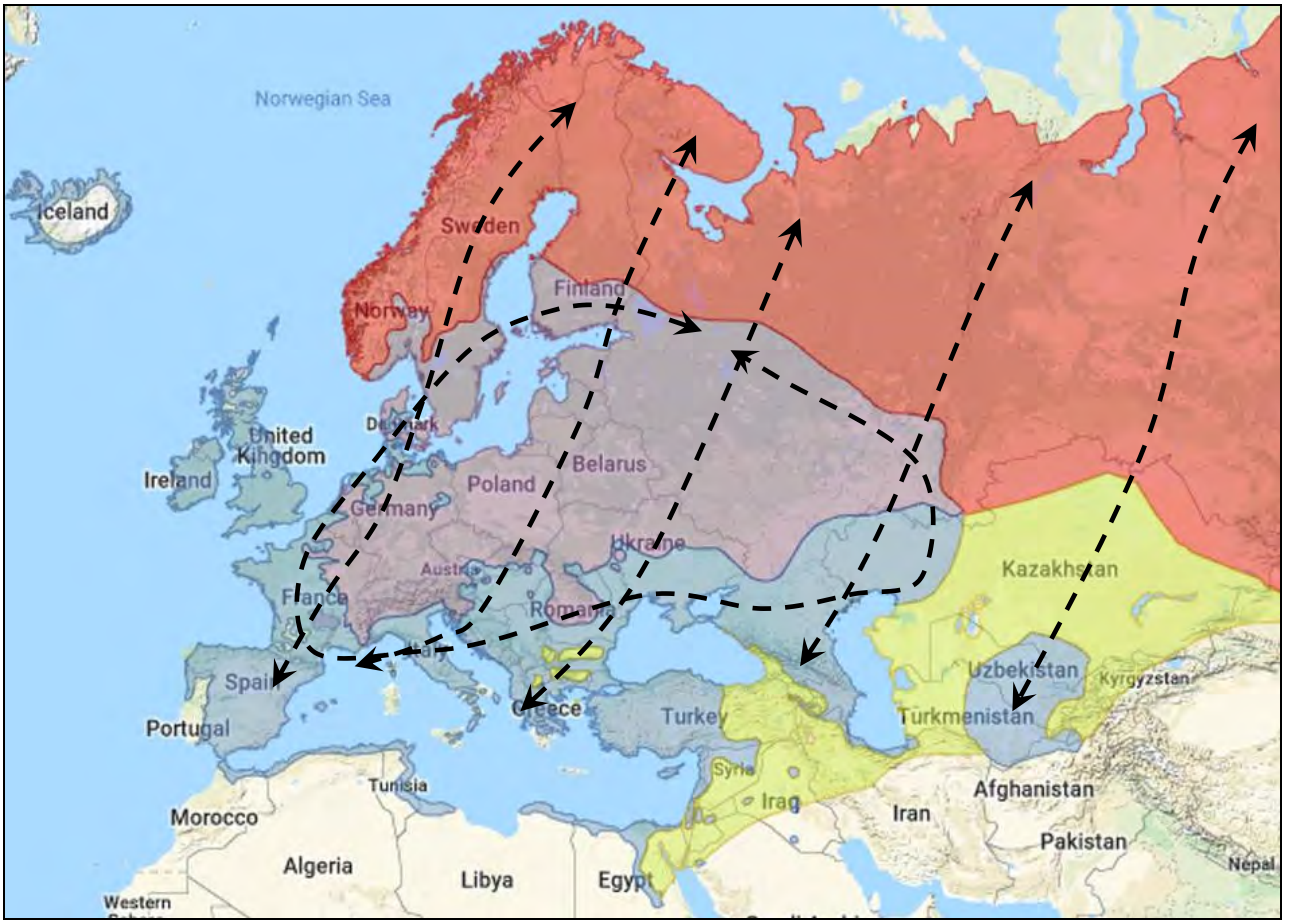 Norwegian Sea
Iceland
Sweden
Finland
Norway
Denmark
United
Kingdom
Ireland
Belarus
Poland
Germany
Ukraine
Austria
Kazakhstan
France
Romania
Italy
Uzbekistan
Kyrgyzstan
Spain
Greece
Turkey
Turkmenistan
Portugal
Syria
Tunisia
Afghanistan
Iraq
Iran
Morocco
Pakistan
Algeria
Libya
Egypt
Nepal
Western